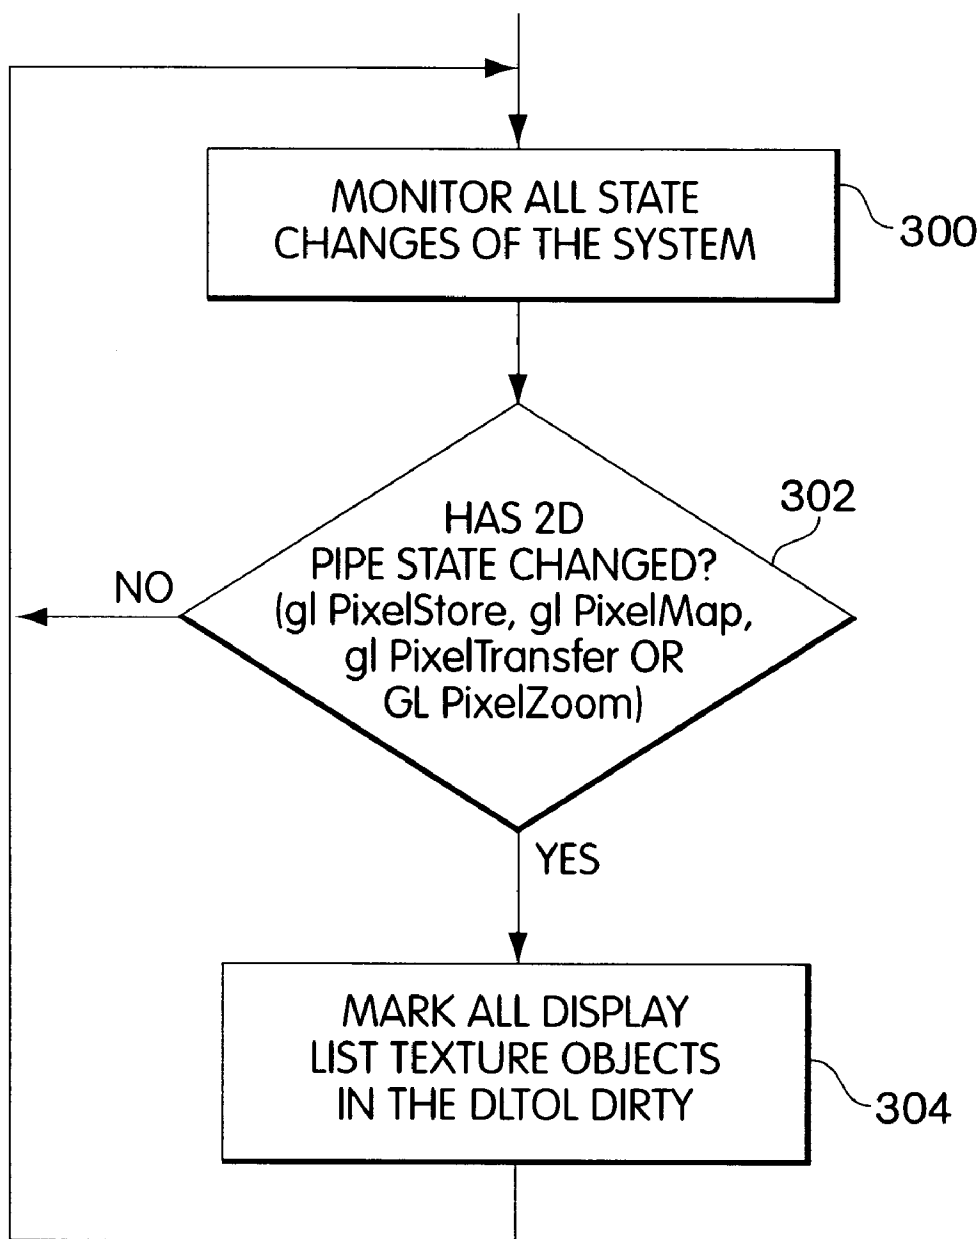 MONITOR ALL STATE
CHANGES OF THE SYSTEM
300
302
HAS 2D
PIPE STATE CHANGED?
(gl PixelStore, gl PixelMap,
gl PixelTransfer OR
GL PixelZoom)
NO
YES
MARK ALL DISPLAY
LIST TEXTURE OBJECTS
IN THE DLTOL DIRTY
304